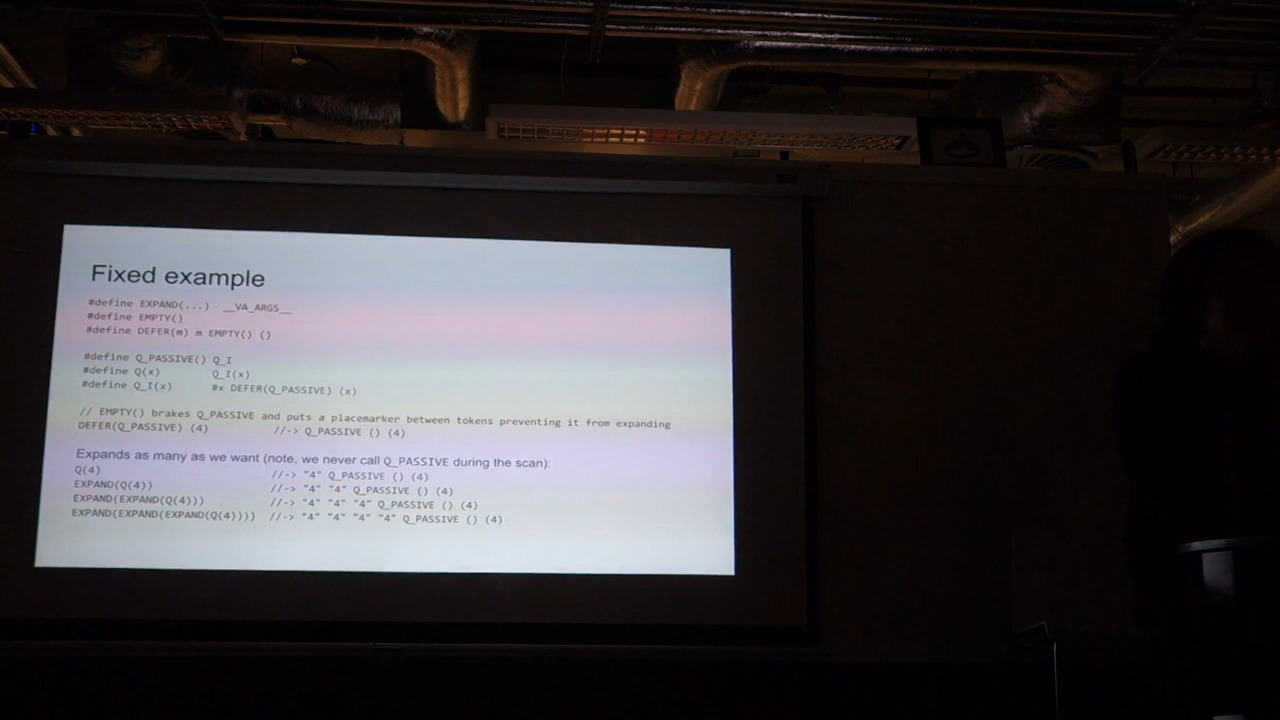 Fixed example
#define EXPAND(...) __VA_ARGS__
#define EMPTY()
#define DEFER(m) m EMPTY() ()
#define Q_PASSIVE() Q_I
#define Q(x) Q_I(x)
#define Q_I(x) #x DEFER(Q_PASSIVE) (x)
// EMPTY() brakes Q_PASSIVE and puts a placemarker between tokens preventing it from expanding
DEFER(Q_PASSIVE) (4) //-> Q_PASSIVE () (4)
Expands as many as we want (note, we never call Q_PASSIVE during the scan):
Q(4) //-> "4" Q_PASSIVE () (4)
EXPAND(Q(4)) //-> "4" "4" Q_PASSIVE () (4)
EXPAND(EXPAND(Q(4))) //-> "4" "4" "4" Q_PASSIVE () (4)
EXPAND(EXPAND(EXPAND(Q(4)))) //-> "4" "4" "4" "4" Q_PASSIVE () (4)